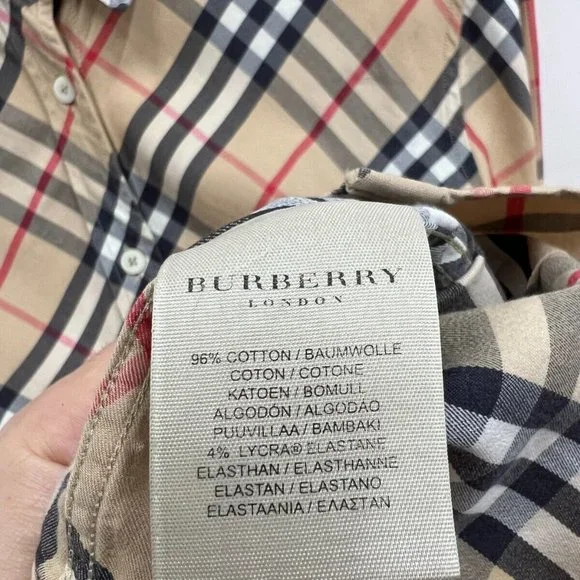 BURBERRY
LONDON
96% COTTON / BAUMWOLLE
COTON / COTONE
KATOEN / BOMULL
ALGODÓN / ALGODÃO
PUUVILLAA / BAMBAKI
4% LYCRA® ELASTANE
ELASTHAN / ELASTHANNE
ELASTAN / ELASTANO
ELASTAANIA / ΕΛΑΣΤΑΝ